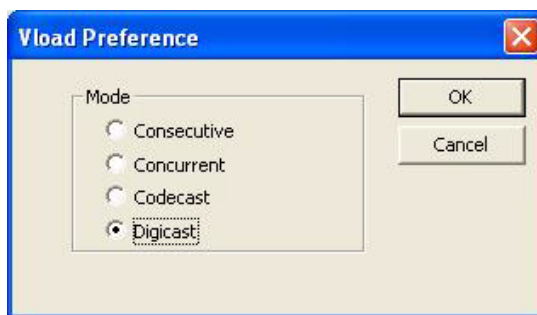 Vload Preference
Mode
OK
Consecutive
Cancel
Concurrent
Codecast
Digicast